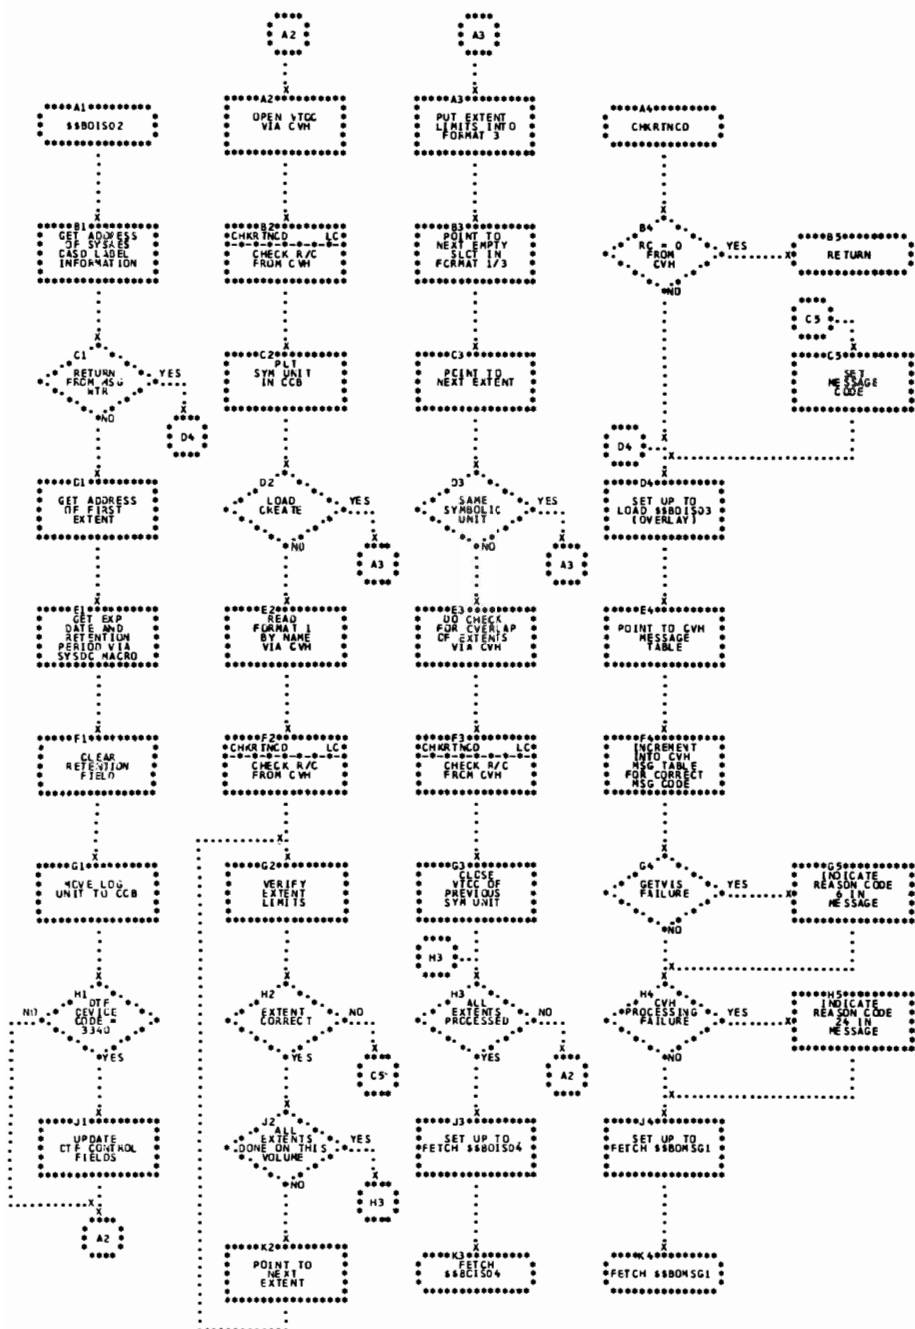 A1
$$BOIS02
B1
GET ADDRESS
OF SYSRES
CASD LABEL
INFORMATION
C1
RETURN
FROM MSG
WTR
YES
NO
D4
D1
GET ADDRESS
OF FIRST
EXTENT
E1
GET EXP
DATE AND
RETENTION
PERIOD VIA
SYSDC MACRO
F1
CLEAR
RETENTION
FIELD
G1
MOVE LOG
UNIT TO CCB
H1
DTF
DEVICE
CODE =
3340
NO
YES
J1
UPDATE
DTF CONTROL
FIELDS
A2
A2
A2
OPEN VTOC
VIA CVH
B2
CHKRTNCD LC
CHECK R/C
FROM CVH
C2
PUT
SYM UNIT
IN CCB
D2
LOAD
CREATE
YES
NO
A3
E2
READ
FORMAT 1
BY NAME
VIA CVH
F2
CHKRTNCD LC
CHECK R/C
FROM CVH
G2
VERIFY
EXTENT
LIMITS
H2
EXTENT
CORRECT
NO
YES
C5
J2
ALL
EXTENTS
DONE ON THIS
VOLUME
YES
NO
H3
K2
POINT TO
NEXT
EXTENT
A3
A3
PUT EXTENT
LIMITS INTO
FORMAT 3
B3
POINT TO
NEXT EMPTY
SLCT IN
FORMAT 1/3
C3
POINT TO
NEXT EXTENT
D3
SAME
SYMBOLIC
UNIT
YES
NO
A3
E3
DO CHECK
FOR OVERLAP
OF EXTENTS
VIA CVH
F3
CHKRTNCD LC
CHECK R/C
FROM CVH
G3
CLOSE
VTOC OF
PREVIOUS
SYM UNIT
H3
H3
ALL
EXTENTS
PROCESSED
NO
YES
A2
J3
SET UP TO
FETCH $$BOIS04
K3
FETCH
$$BOIS04
A4
CHKRTNCD
B4
RC = 0
FROM
CVH
YES
NO
B5
RETURN
C5
C5
SET
MESSAGE
CODE
D4
D4
SET UP TO
LOAD $$BOIS03
(OVERLAY)
E4
POINT TO CVH
MESSAGE
TABLE
F4
INCREMENT
INTO CVH
MSG TABLE
FOR CORRECT
MSG CODE
G4
GETVIS
FAILURE
YES
NO
G5
INDICATE
REASON CODE
6 IN
MESSAGE
H4
CVH
PROCESSING
FAILURE
YES
NO
H5
INDICATE
REASON CODE
24 IN
MESSAGE
J4
SET UP TO
FETCH $$BOMSG1
K4
FETCH $$BOMSG1